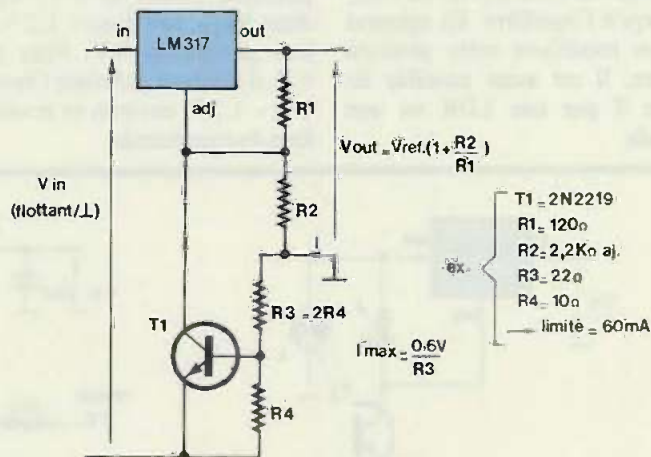 in
LM317
out
adj
R1
R2
V in
(flottant/⊥)
Vout = Vref.(1+R2/R1)
R3 = 2R4
T1
R4
I max = 0,6V/R3
ex.
T1 = 2N2219
R1 = 120Ω
R2 = 2,2KΩ aj.
R3 = 22Ω
R4 = 10Ω
→ limite = 60mA